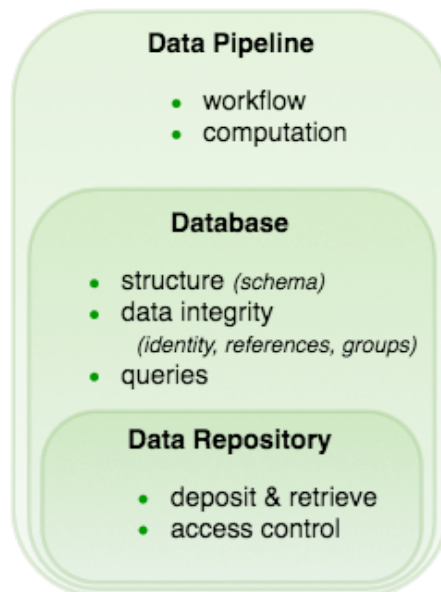 Data Pipeline
• workflow
• computation
Database
• structure (schema)
• data integrity
(identity, references, groups)
• queries
Data Repository
• deposit & retrieve
• access control